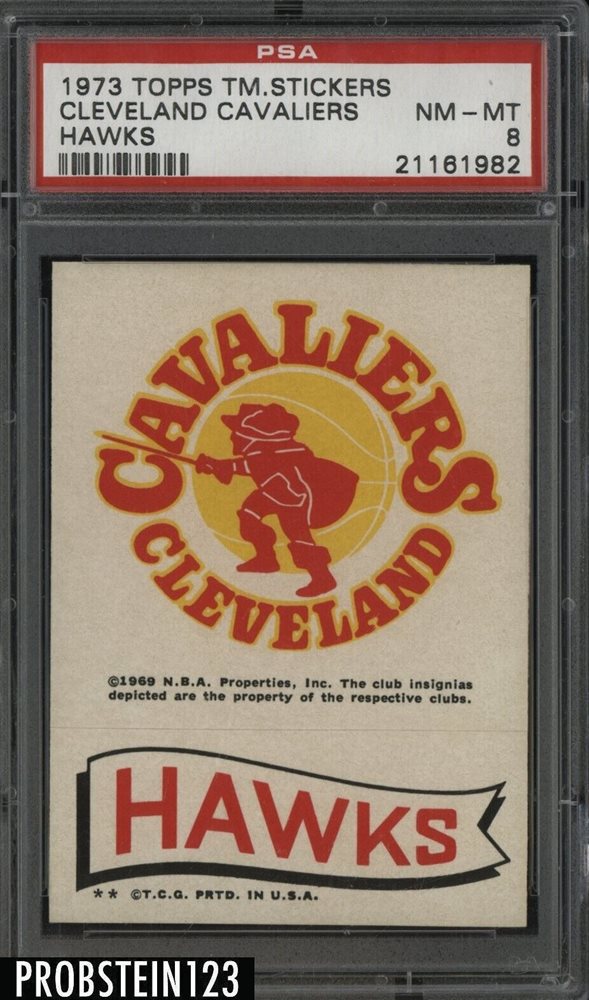 PSA
1973 TOPPS TM.STICKERS
CLEVELAND CAVALIERS NM - MT
HAWKS 8
21161982
CAVALIERS
CLEVELAND
©1969 N.B.A. Properties, Inc. The club insignias
depicted are the property of the respective clubs.
HAWKS
** ©T.C.G. PRTD. IN U.S.A.
PROBSTEIN123